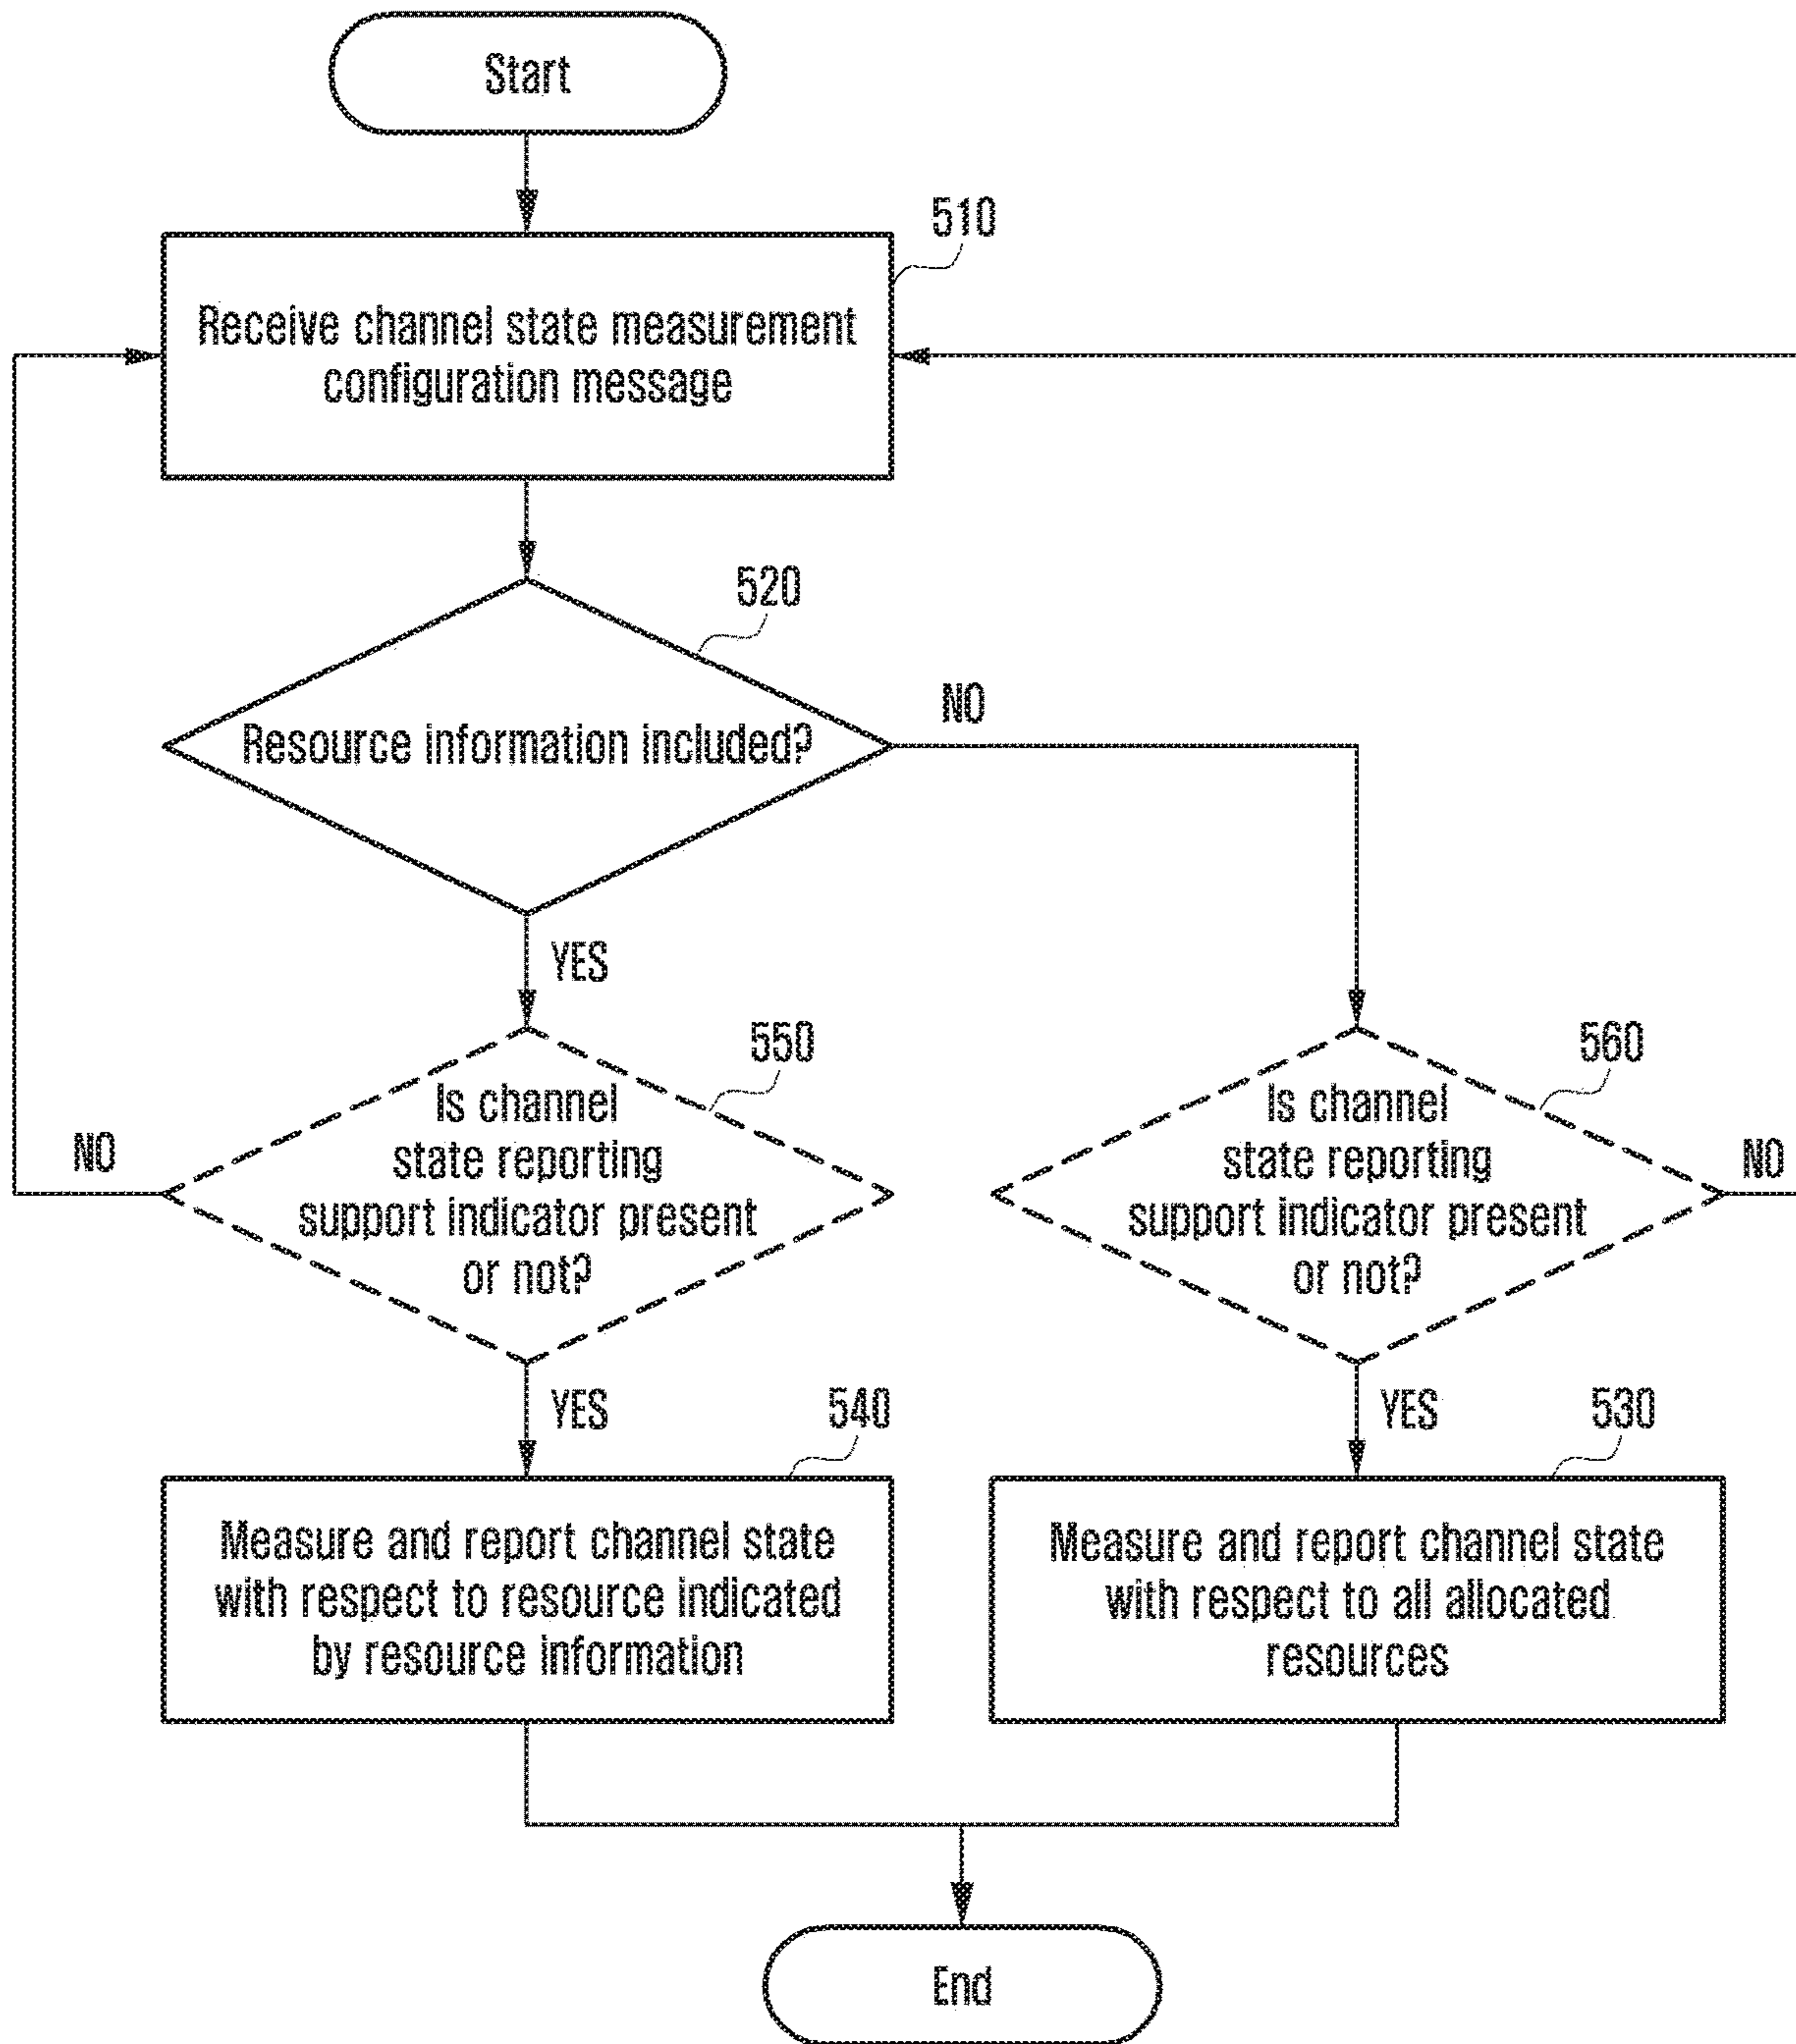 Start
510
Receive channel state measurement
configuration message
520
Resource information included?
NO
YES
550
Is channel
state reporting
support indicator present
or not?
NO
560
Is channel
state reporting
support indicator present
or not?
NO
YES
540
Measure and report channel state
with respect to resource indicated
by resource information
YES
530
Measure and report channel state
with respect to all allocated
resources
End